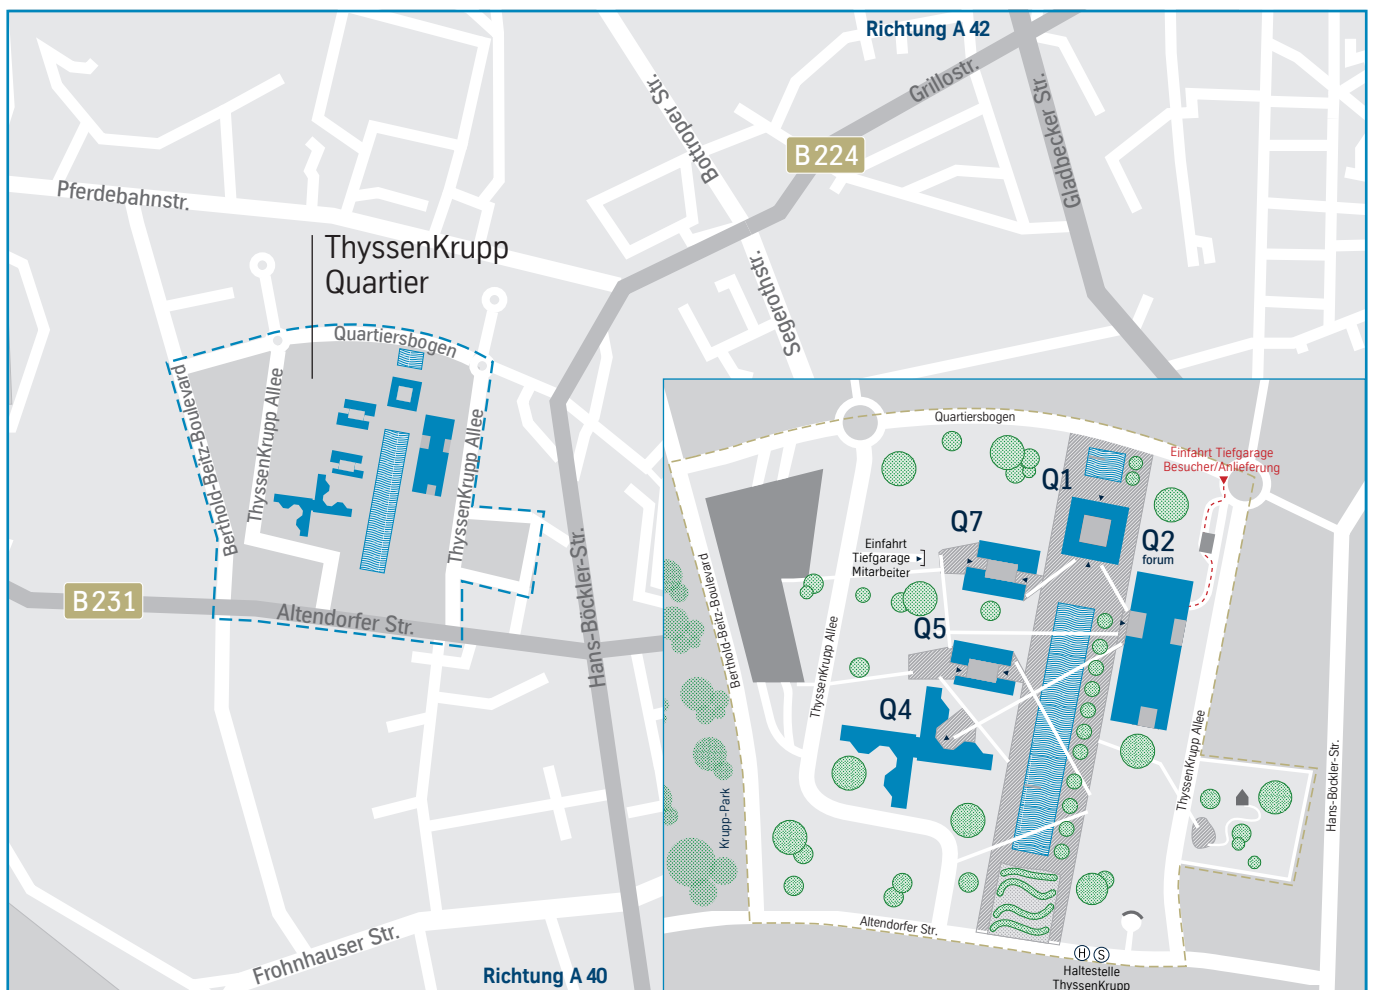 Richtung A 42
Grillostr.
Bottroper Str.
Gladbecker Str.
B 224
Pferdebahnstr.
ThyssenKrupp
Quartier
Segerothstr.
Quartiersbogen
Berthold-Beitz-Boulevard
ThyssenKrupp Allee
ThyssenKrupp Allee
Hans-Böckler-Str.
B 231
Altendorfer Str.
Frohnhauser Str.
Richtung A 40
Quartiersbogen
Einfahrt Tiefgarage
Besucher/Anlieferung
Q1
Q7
Q2
forum
Einfahrt
Tiefgarage
Mitarbeiter
Berthold-Beitz-Boulevard
ThyssenKrupp Allee
Q5
Q4
ThyssenKrupp Allee
Hans-Böckler-Str.
Krupp-Park
Altendorfer Str.
H S
Haltestelle
ThyssenKrupp